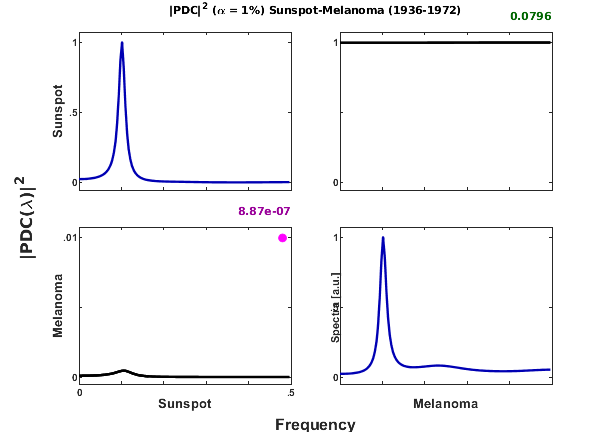 |PDC|² (α = 1%) Sunspot-Melanoma (1936-1972)
0.0796
Sunspot
1
.5
0
1
0
|PDC(λ)|²
8.87e-07
Melanoma
.01
0
0
.5
Sunspot
Spectra [a.u.]
1
0
Melanoma
Frequency